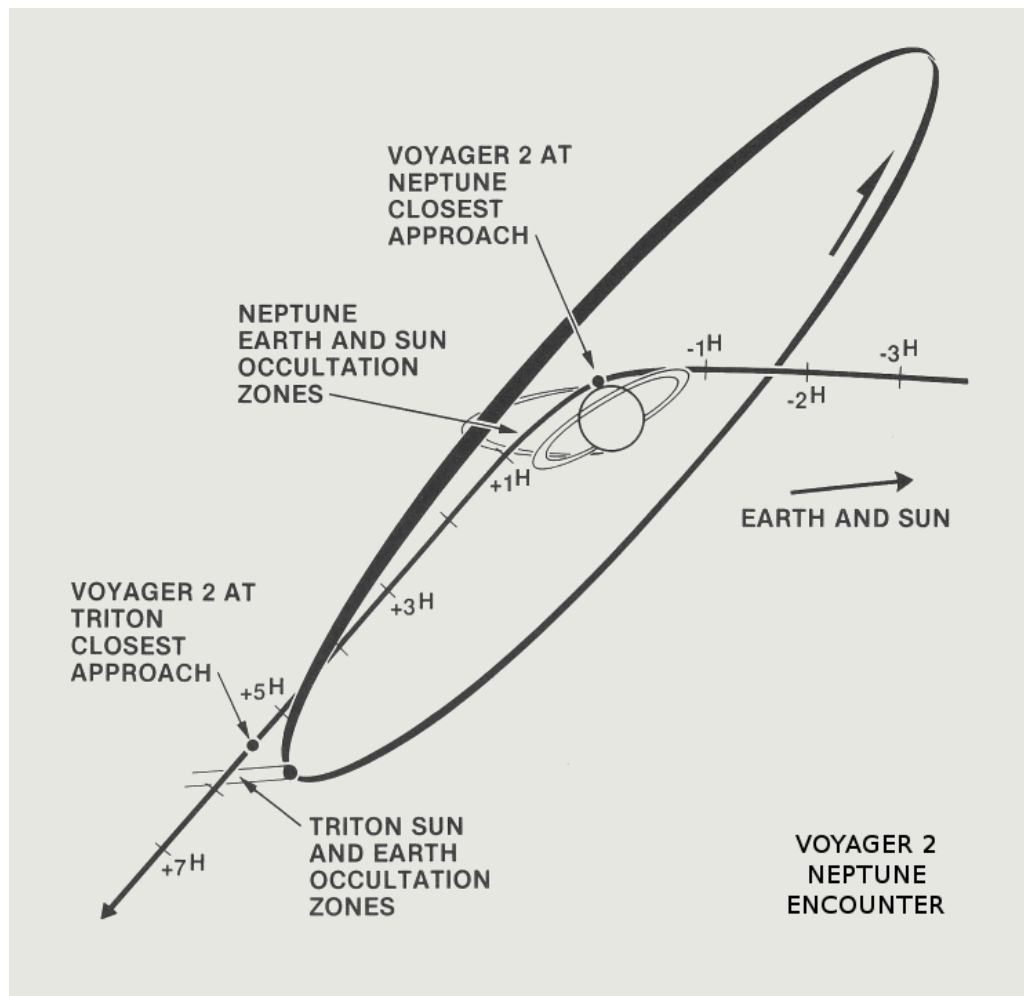 VOYAGER 2 AT
NEPTUNE
CLOSEST
APPROACH
NEPTUNE
EARTH AND SUN
OCCULTATION
ZONES
-1H
-2H
-3H
+1H
EARTH AND SUN
+3H
VOYAGER 2 AT
TRITON
CLOSEST
APPROACH
+5H
+7H
TRITON SUN
AND EARTH
OCCULTATION
ZONES
VOYAGER 2
NEPTUNE
ENCOUNTER